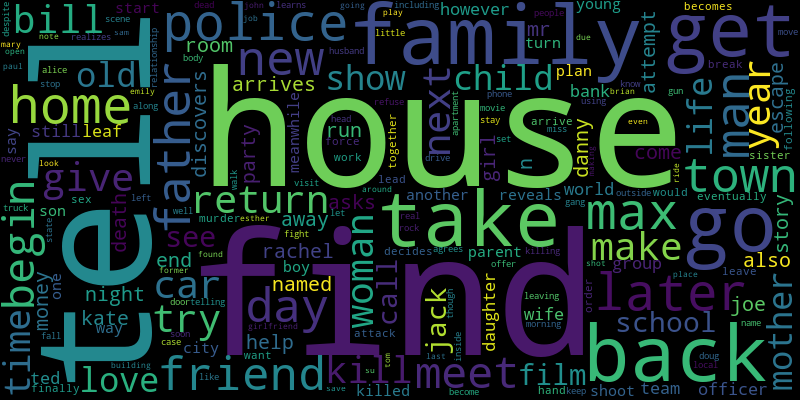 despite
bill
start
scene
note
realizes
mary
open
paul
police
room
body
relationship
dead
john
learns
job
family
going
including
play
little
husband
however
mr
turn
young
becomes
people
due
attempt
get
move
new
old
sam
alice
stop
emily
along
home
say
still
leaf
never
look
tell
father
discovers
arrives
show
child
plan
bank
using
brian
know
gun
phone
movie
stay
apartment
next
run
refuse
head
force
work
together
drive
meanwhile
party
house
arrive
miss
set
girl
n
danny
making
even
ride
come
life
man
year
break
escape
following
sister
give
son
sex
truck
death
left
well
begin
state
return
walk
visit
asks
let
around
lead
another
parent
take
reveals
world
gang
outside
would
town
eventually
max
go
story
see
murder
esther
away
real
rock
decides
agrees
killing
make
also
end
found
fight
rachel
woman
call
offer
shot
group
place
leave
mother
time
money
one
night
former
car
boy
named
door
telling
day
girlfriend
find
jack
though
daughter
leaving
wife
morning
order
later
joe
name
kate
way
fall
try
case
soon
city
help
want
attack
last
inside
back
school
doug
local
ted
finally
building
love
friend
like
kill
save
su
tom
killed
meet
become
film
hand
keep
shoot
team
officer